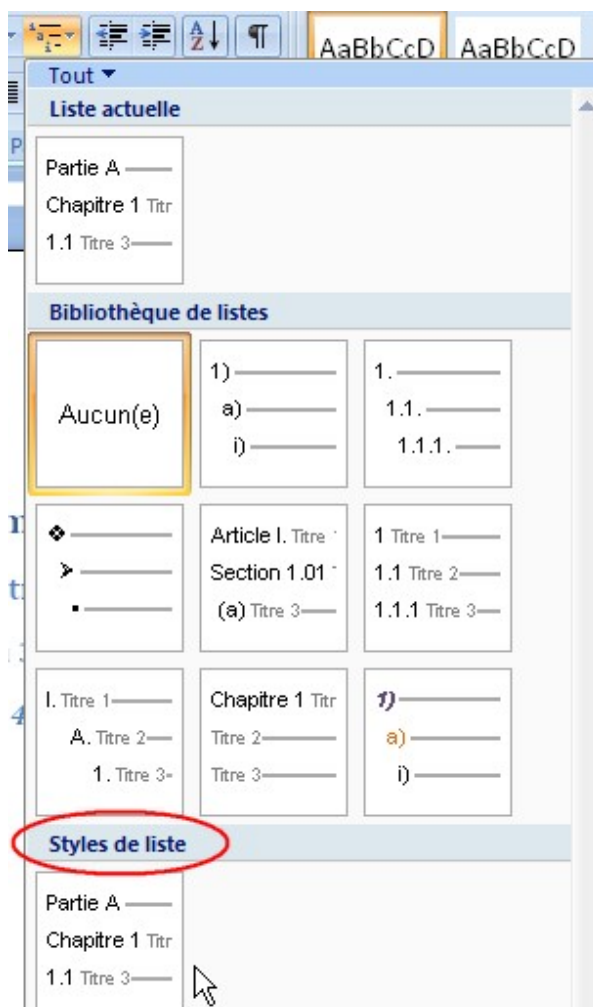 AaBbCcD AaBbCcD
Tout
Liste actuelle
Partie A
Chapitre 1 Titr
1.1 Titre 3
Bibliothèque de listes
Aucun(e)
1)
a)
i)
1.
1.1.
1.1.1.
Article I. Titre
Section 1.01
(a) Titre 3
1 Titre 1
1.1 Titre 2
1.1.1 Titre 3
I. Titre 1
A. Titre 2
1. Titre 3
Chapitre 1 Titr
Titre 2
Titre 3
1)
a)
i)
Styles de liste
Partie A
Chapitre 1 Titr
1.1 Titre 3